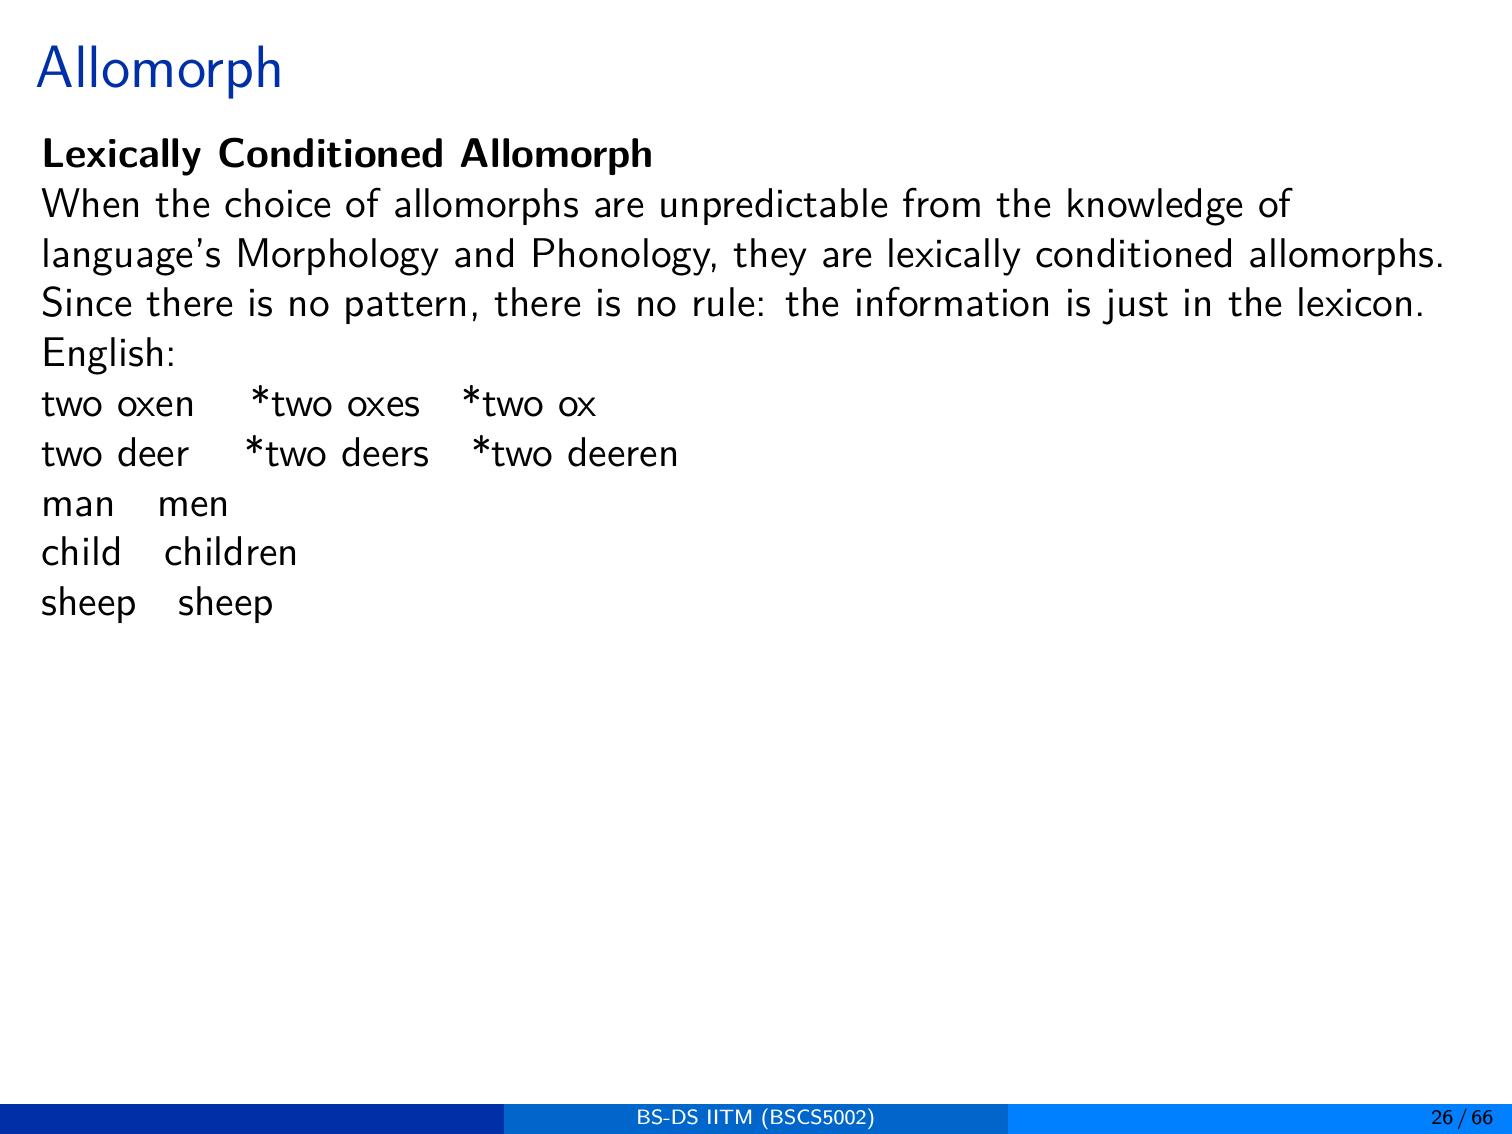 Allomorph
Lexically Conditioned Allomorph
When the choice of allomorphs are unpredictable from the knowledge of
language's Morphology and Phonology, they are lexically conditioned allomorphs.
Since there is no pattern, there is no rule: the information is just in the lexicon.
English:
two oxen *two oxes *two ox
two deer *two deers *two deeren
man men
child children
sheep sheep
BS-DS IITM (BSCS5002) 26 / 66